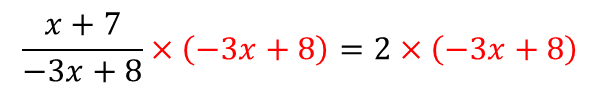 x + 7
/
−3x + 8 × (−3x + 8) = 2 × (−3x + 8)